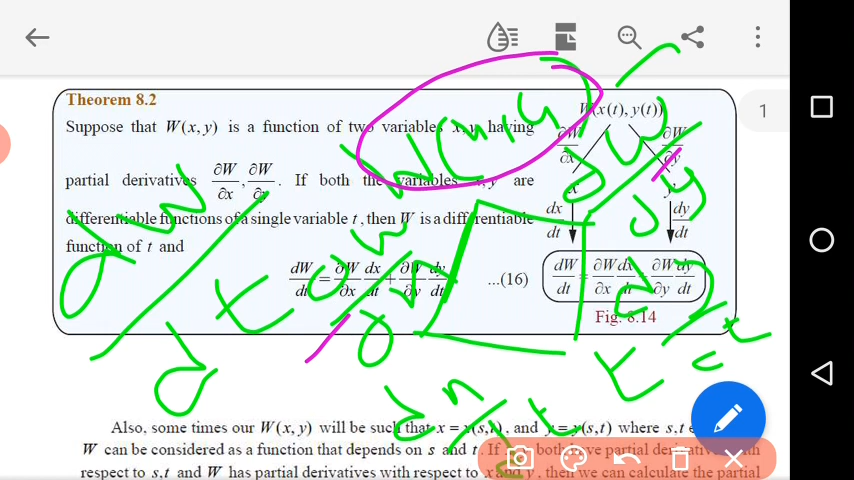 1
Theorem 8.2
Suppose that W(x, y) is a function of two variables x, y having
partial derivatives ∂W/∂x, ∂W/∂y. If both the variables x, y are
differentiable functions of a single variable t, then W is a differentiable
function of t and
dW/dt = ∂W/∂x dx/dt + ∂W/∂y dy/dt ...(16)
W(x(t), y(t))
∂W/∂x ∂W/∂y
x y
dx/dt dy/dt
dW/dt = ∂W/∂x dx/dt + ∂W/∂y dy/dt
Fig. 8.14
W(x,y)
Also, some times our W(x, y) will be such that x = x(s,t), and y = y(s,t) where s,t
W can be considered as a function that depends on s and t. If both have partial
respect to s,t and W has partial derivatives with respect to x and y, then we can calculate the partial